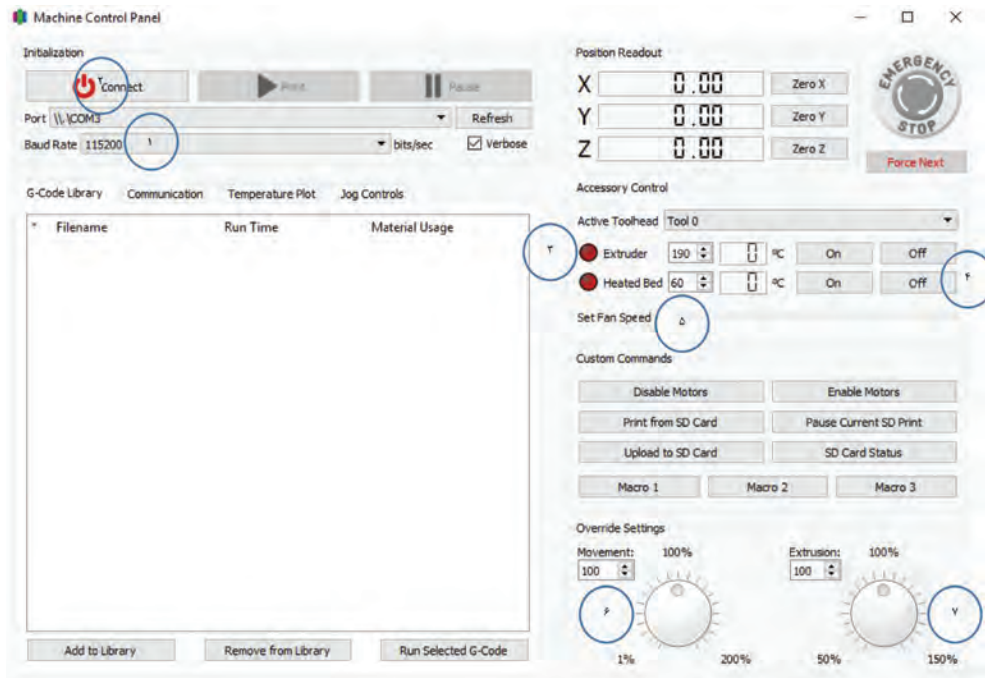 Machine Control Panel
Initialization
۲ Connect
Print
Pause
Port \\.\COM3
Refresh
Baud Rate 115200 ۱ bits/sec
Verbose
G-Code Library Communication Temperature Plot Jog Controls
* Filename Run Time Material Usage
Add to Library
Remove from Library
Run Selected G-Code
Position Readout
X 0.00 Zero X
Y 0.00 Zero Y
Z 0.00 Zero Z
EMERGENCY
STOP
Force Next
Accessory Control
Active Toolhead Tool 0
۳ Extruder 190 0 ºC On Off
Heated Bed 60 0 ºC On Off ۴
Set Fan Speed ۵
Custom Commands
Disable Motors Enable Motors
Print from SD Card Pause Current SD Print
Upload to SD Card SD Card Status
Macro 1 Macro 2 Macro 3
Override Settings
Movement: 100%
100
۶
1% 200%
Extrusion: 100%
100
۷
50% 150%